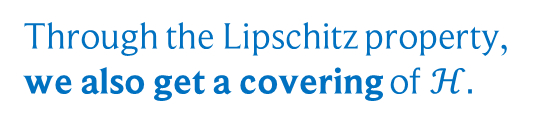 Through the Lipschitz property,
we also get a covering of ℋ.